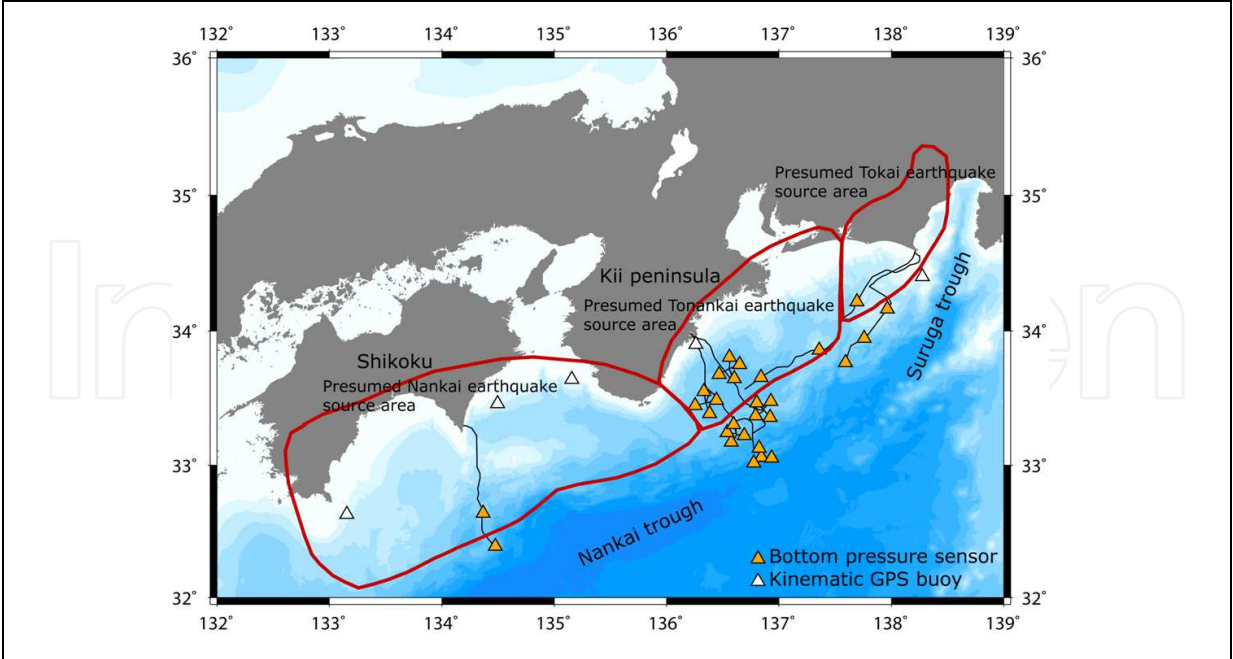 132° 133° 134° 135° 136° 137° 138° 139°
36° 36°
Presumed Tokai earthquake
source area
35° 35°
Kii peninsula
Presumed Tonankai earthquake
source area
34° 34°
Suruga trough
Shikoku
Presumed Nankai earthquake
source area
33° 33°
Nankai trough
Bottom pressure sensor
Kinematic GPS buoy
32° 32°
132° 133° 134° 135° 136° 137° 138° 139°